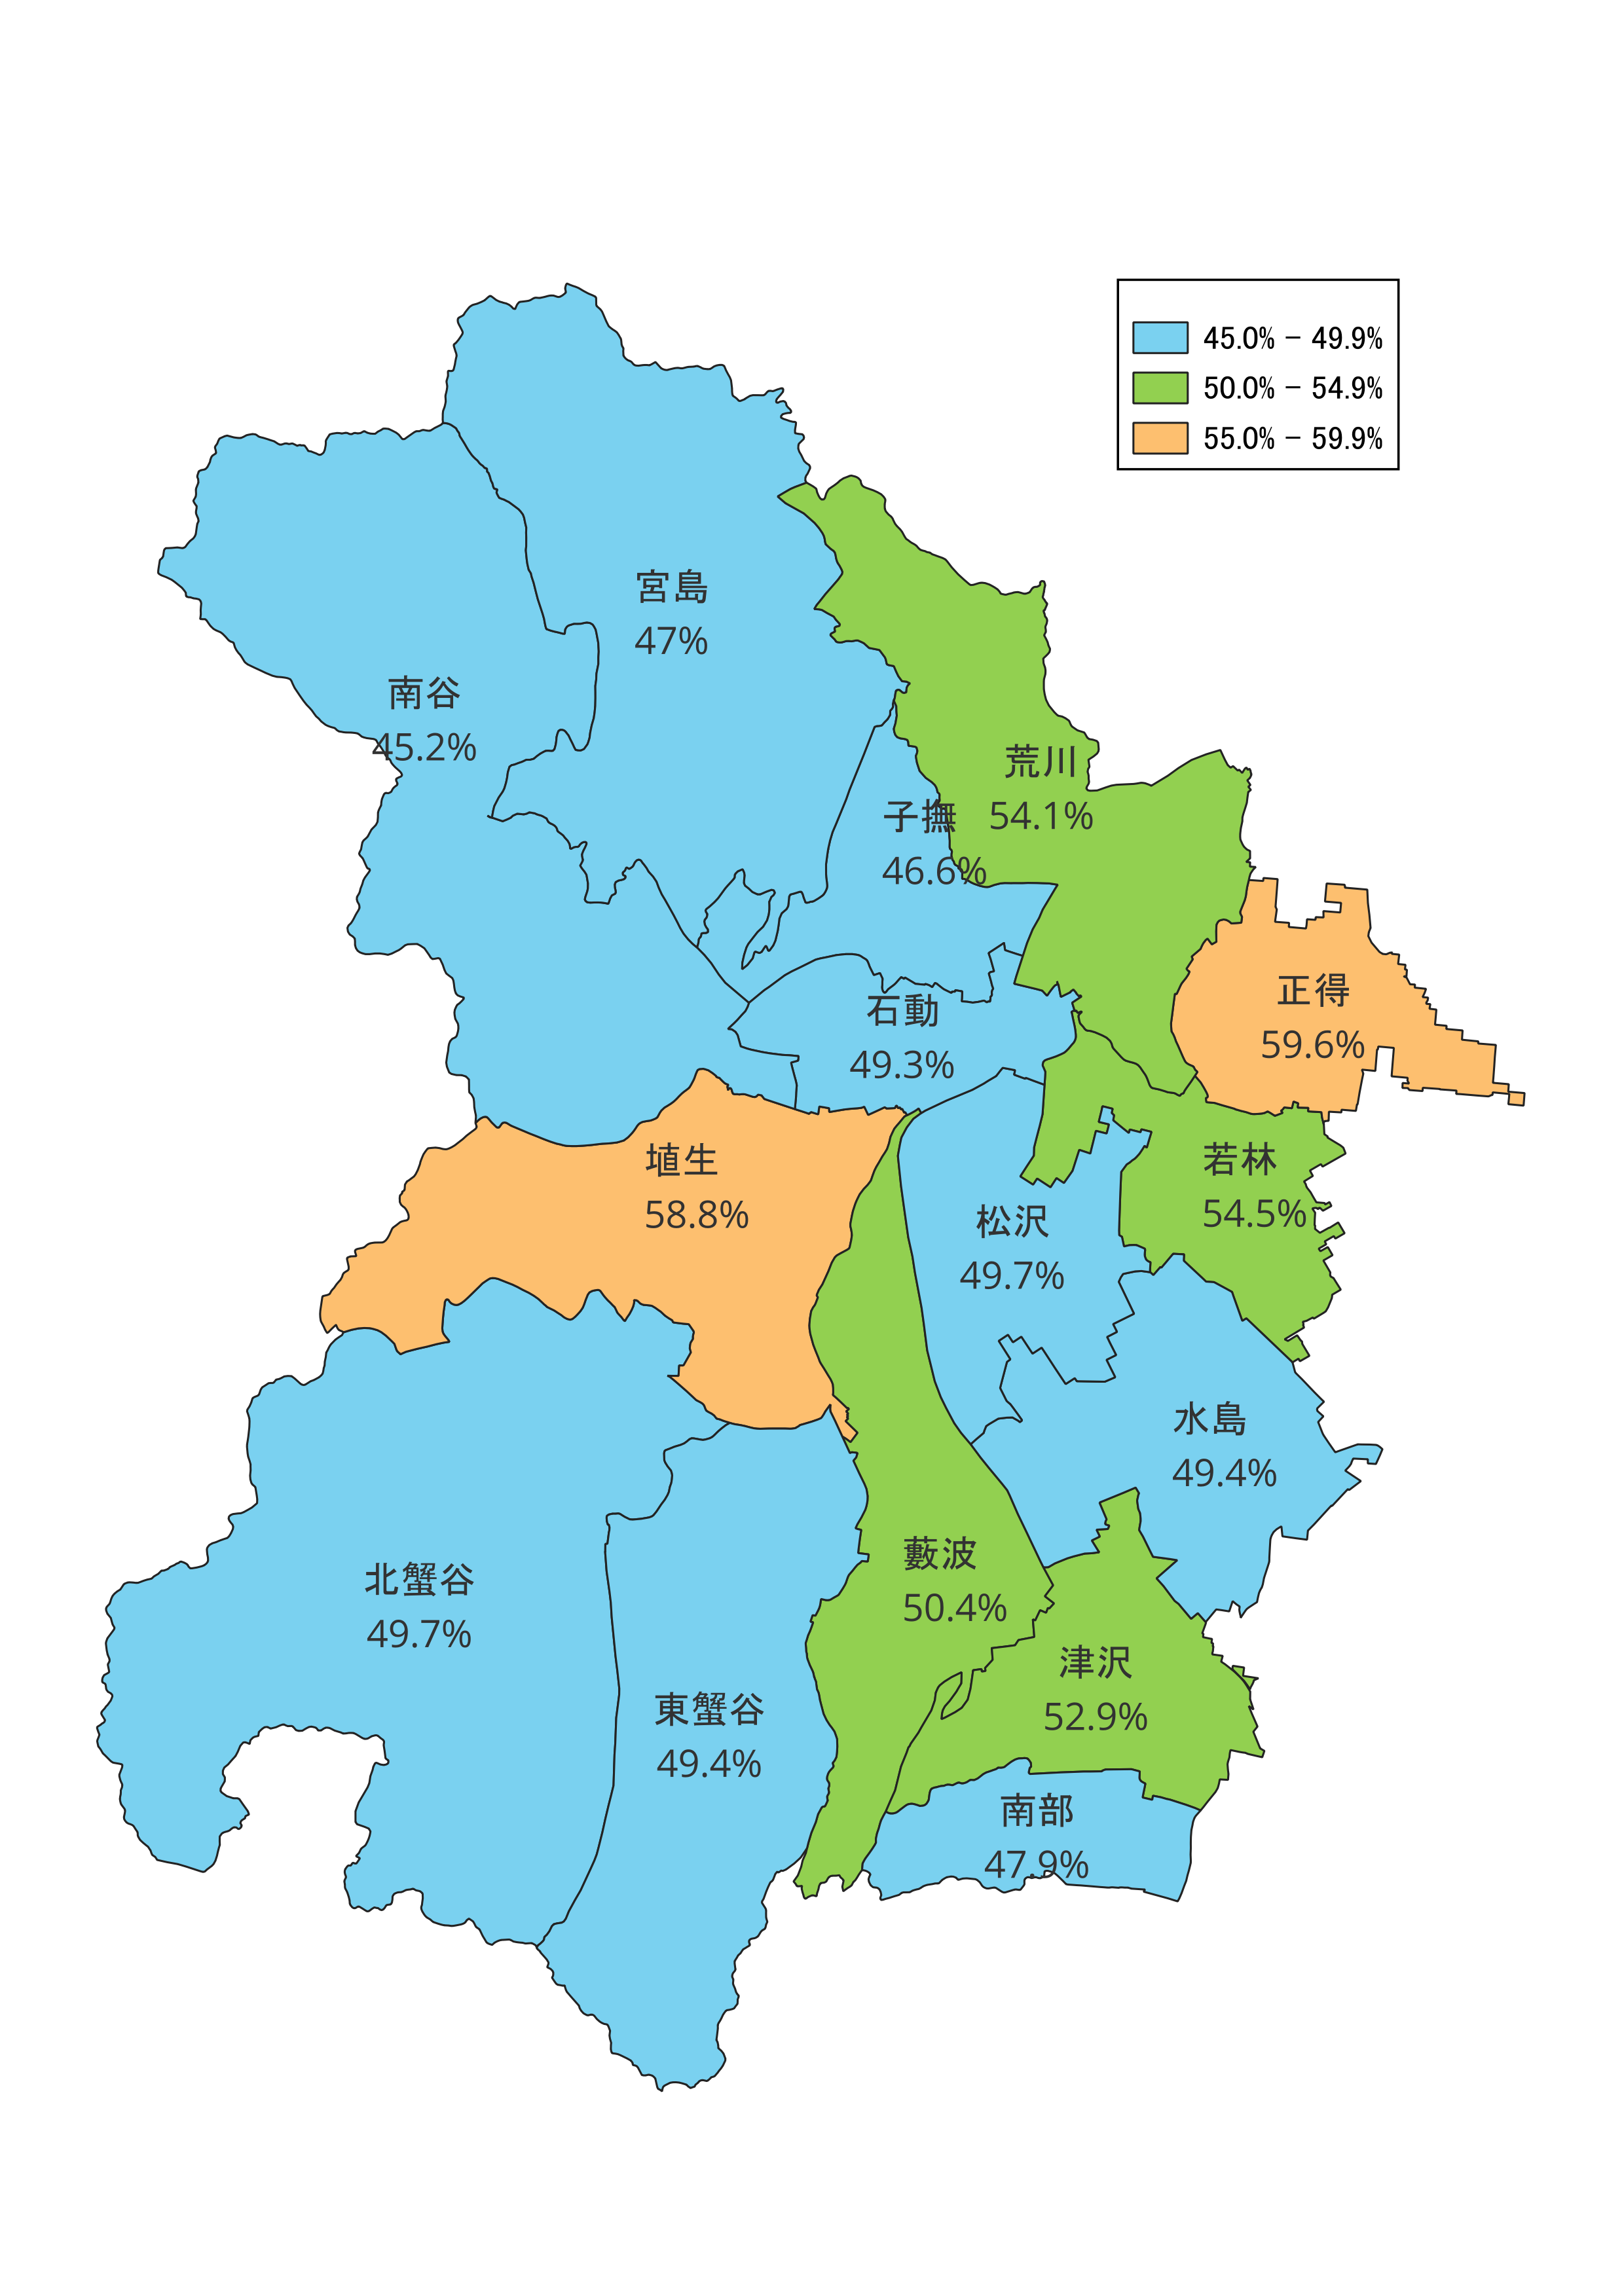 45.0% - 49.9%
50.0% - 54.9%
55.0% - 59.9%
宮島
47%
南谷
45.2%
荒川
54.1%
子撫
46.6%
正得
59.6%
石動
49.3%
埴生
58.8%
若林
54.5%
松沢
49.7%
水島
49.4%
藪波
50.4%
北蟹谷
49.7%
津沢
52.9%
東蟹谷
49.4%
南部
47.9%